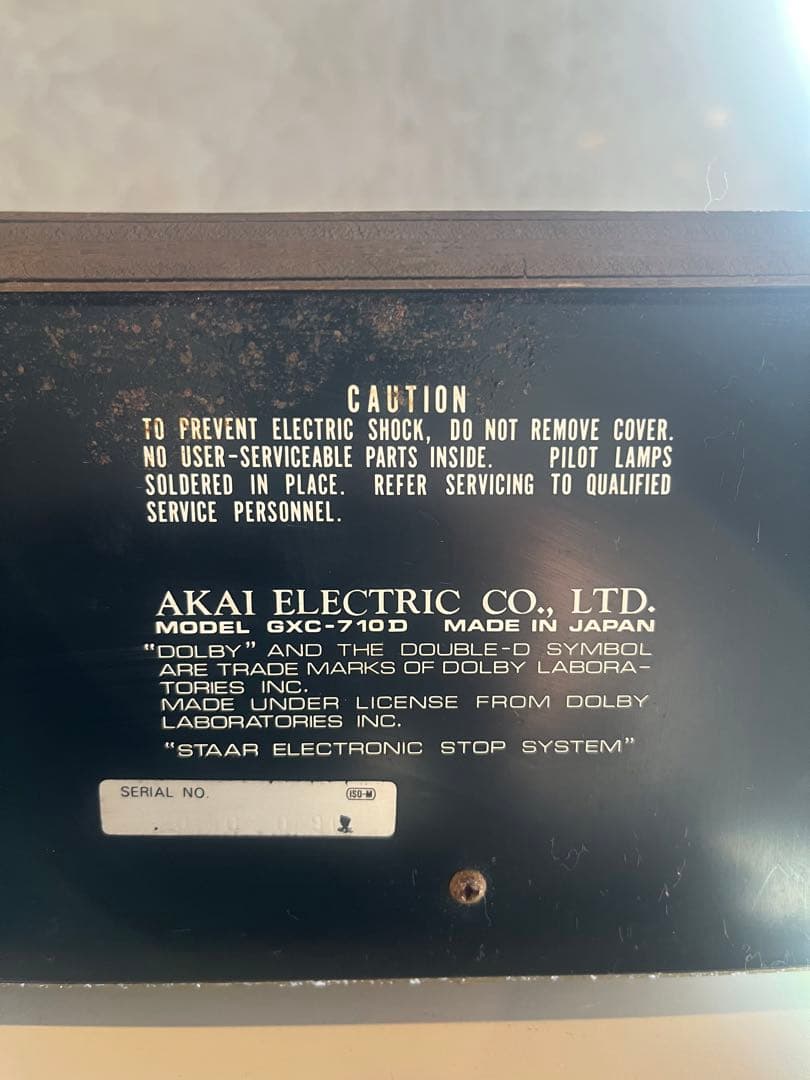 CAUTION
TO PREVENT ELECTRIC SHOCK, DO NOT REMOVE COVER.
NO USER-SERVICEABLE PARTS INSIDE. PILOT LAMPS
SOLDERED IN PLACE. REFER SERVICING TO QUALIFIED
SERVICE PERSONNEL.
AKAI ELECTRIC CO., LTD.
MODEL GXC-710D MADE IN JAPAN
"DOLBY" AND THE DOUBLE-D SYMBOL
ARE TRADE MARKS OF DOLBY LABORA-
TORIES INC.
MADE UNDER LICENSE FROM DOLBY
LABORATORIES INC.
"STAAR ELECTRONIC STOP SYSTEM"
SERIAL NO. ISO-M